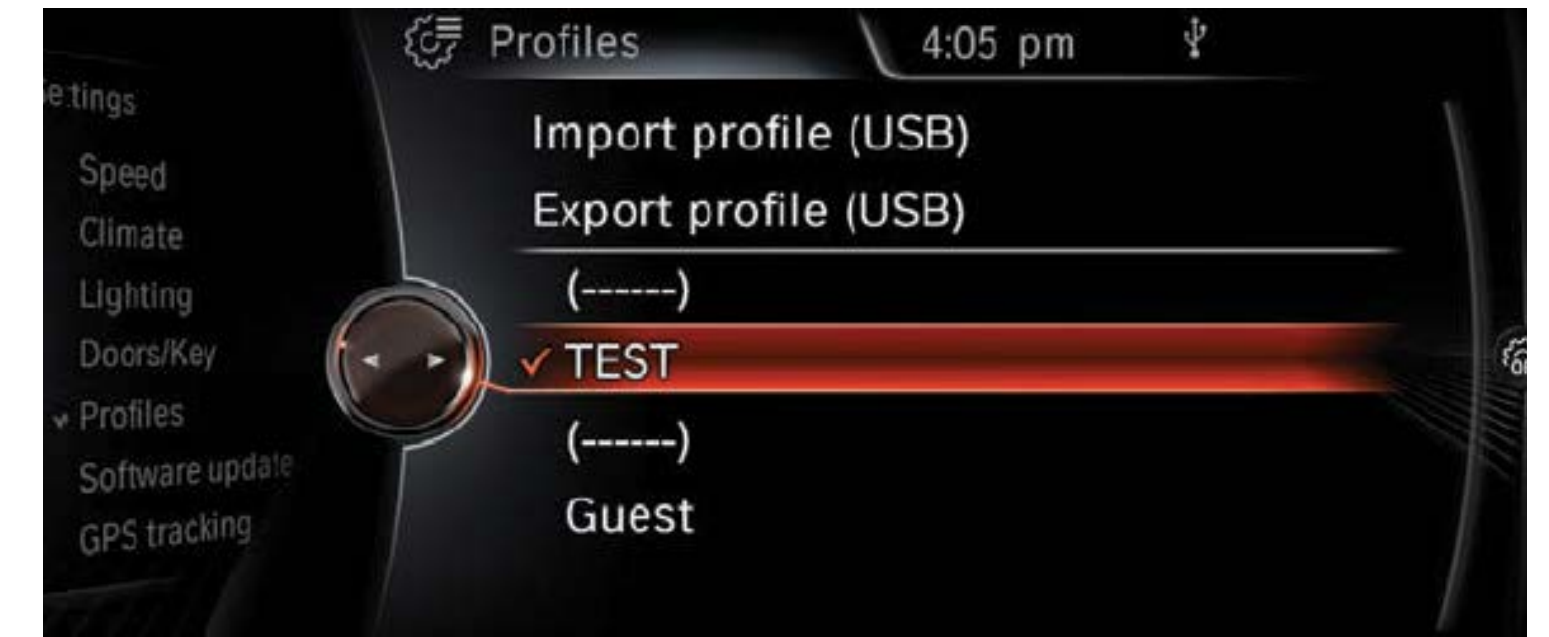 Profiles
4:05 pm
Settings
Speed
Climate
Lighting
Doors/Key
Profiles
Software update
GPS tracking
Import profile (USB)
Export profile (USB)
(------)
TEST
(------)
Guest